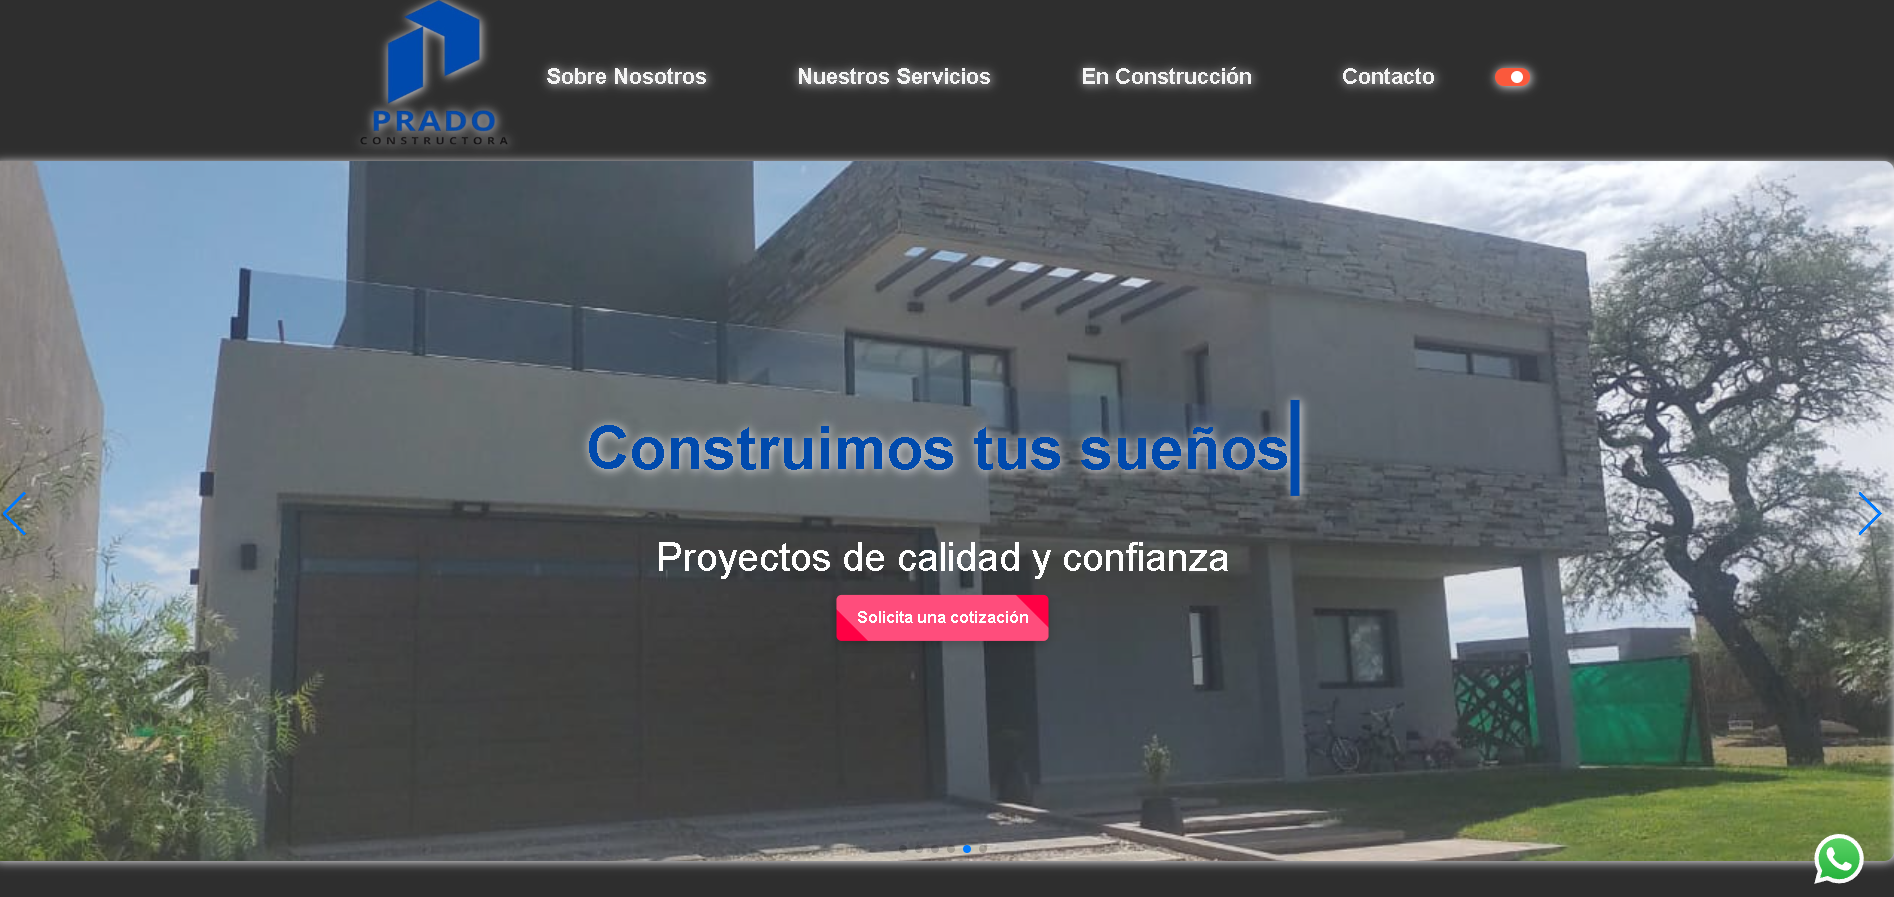 PRADO
CONSTRUCTORA
Sobre Nosotros
Nuestros Servicios
En Construcción
Contacto
Construimos tus sueños
Proyectos de calidad y confianza
Solicita una cotización